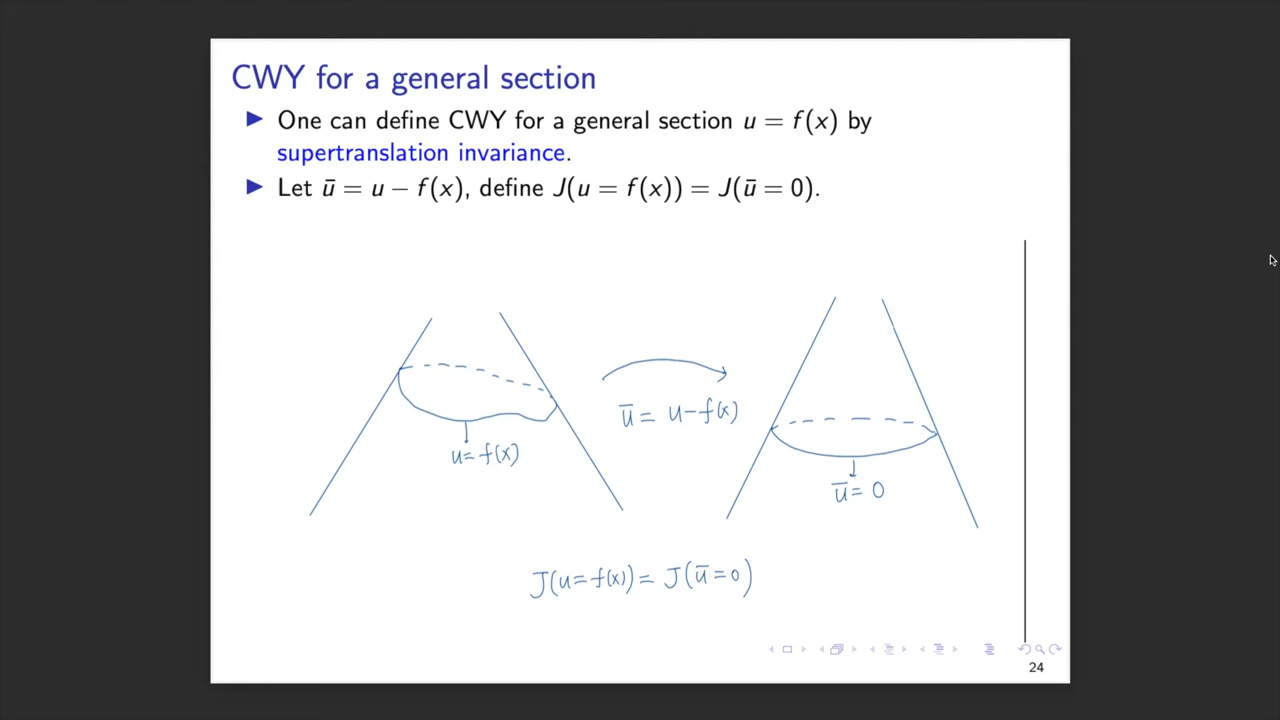 CWY for a general section
▶ One can define CWY for a general section u = f(x) by
supertranslation invariance.
▶ Let ū = u − f(x), define J(u = f(x)) = J(ū = 0).
u = f(x)
ū = u−f(x)
ū = 0
J(u=f(x)) = J(ū=0)
24